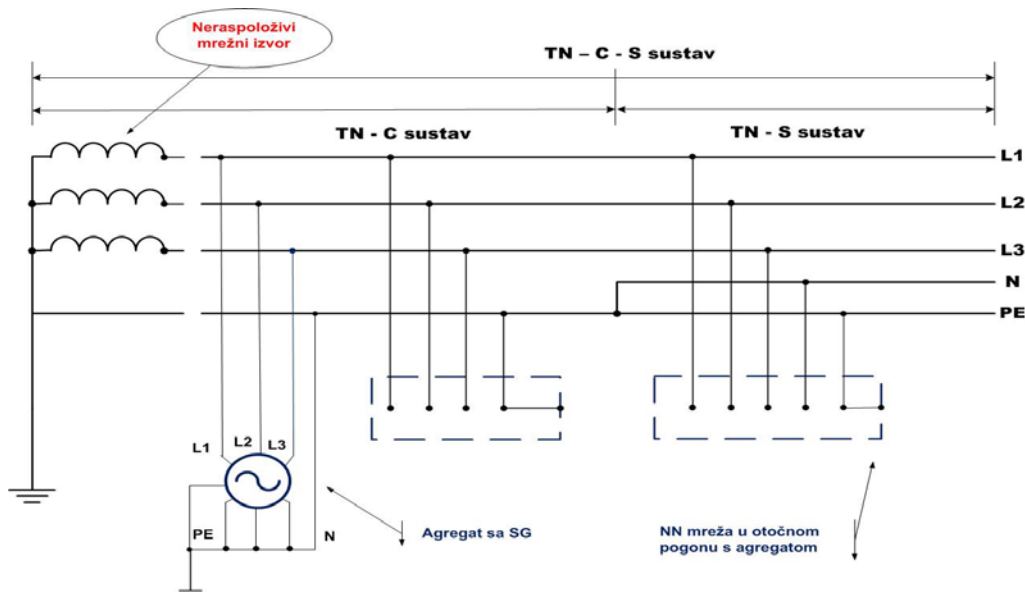 Neraspoloživi
mrežni izvor
TN – C - S sustav
TN - C sustav
TN - S sustav
L1
L2
L3
N
PE
L1
L2
L3
PE
N
Agregat sa SG
NN mreža u otočnom
pogonu s agregatom